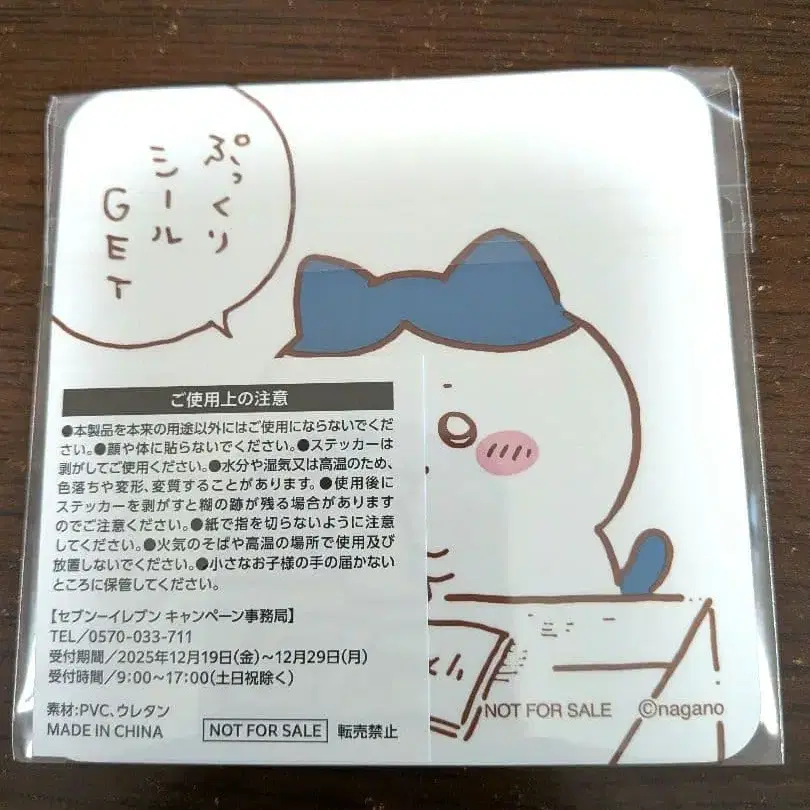 ぷっくり
シール
GET
ご使用上の注意
●本製品を本来の用途以外にはご使用にならないでくだ
さい。●顔や体に貼らないでください。●ステッカーは
剥がしてご使用ください。●水分や湿気又は高温のため、
色落ちや変形、変質することがあります。●使用後に
ステッカーを剥がすと糊の跡が残る場合があります
のでご注意ください。●紙で指を切らないように注意
してください。●火気のそばや高温の場所で使用及び
放置しないでください。●小さなお子様の手の届かない
ところに保管してください。
【セブン-イレブン キャンペーン事務局】
TEL/0570-033-711
受付期間/2025年12月19日(金)~12月29日(月)
受付時間/9:00~17:00(土日祝除く)
素材:PVC、ウレタン
MADE IN CHINA
NOT FOR SALE 転売禁止
NOT FOR SALE ©nagano